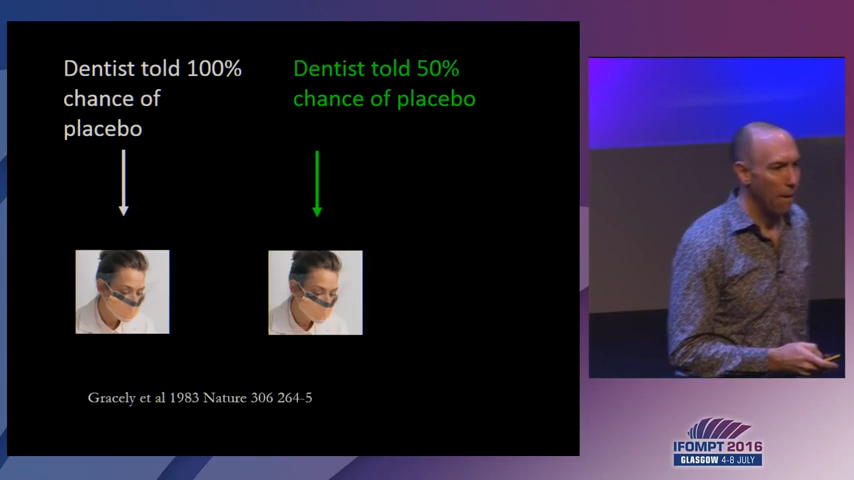 Dentist told 100%
chance of
placebo
Dentist told 50%
chance of placebo
Gracely et al 1983 Nature 306 264-5
IFOMPT 2016
GLASGOW 4-8 JULY